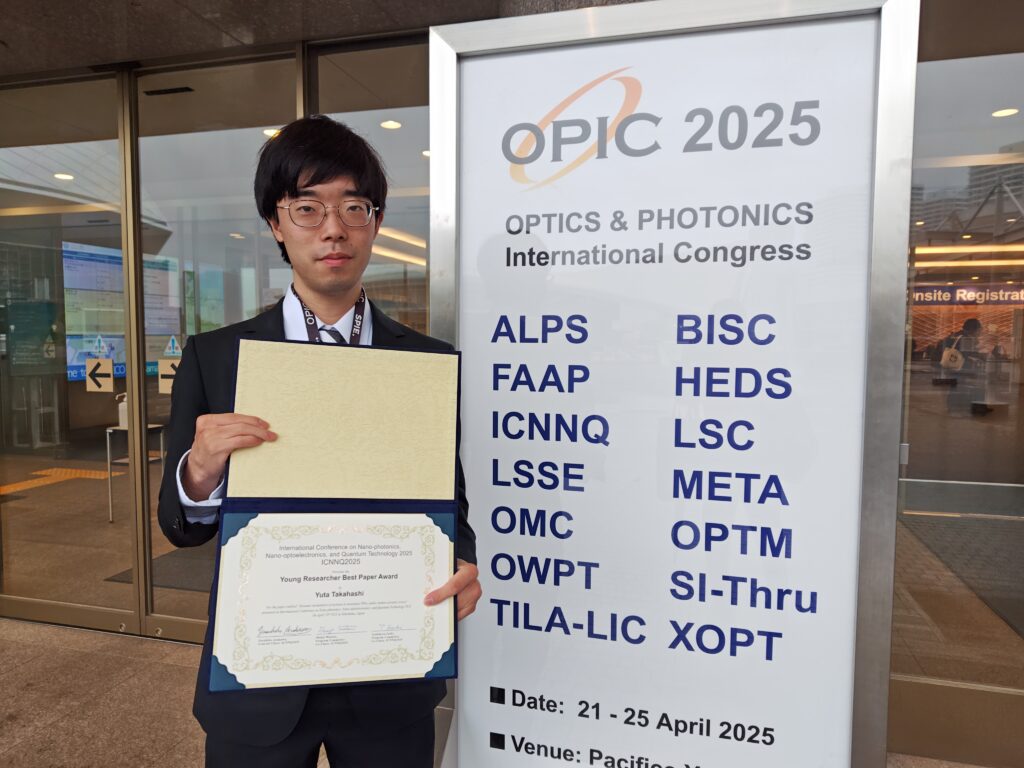 OPIC 2025
OPTICS & PHOTONICS
International Congress
ALPS BISC
FAAP HEDS
ICNNQ LSC
LSSE META
OMC OPTM
OWPT SI-Thru
TILA-LIC XOPT
■ Date: 21 - 25 April 2025
■ Venue: Pacifico
International Conference on Nano-photonics,
Nano-optoelectronics, and Quantum Technology 2025
ICNNQ2025
Young Researcher Best Paper Award
Yuta Takahashi
SPIE.
OPIC
Onsite Registrat